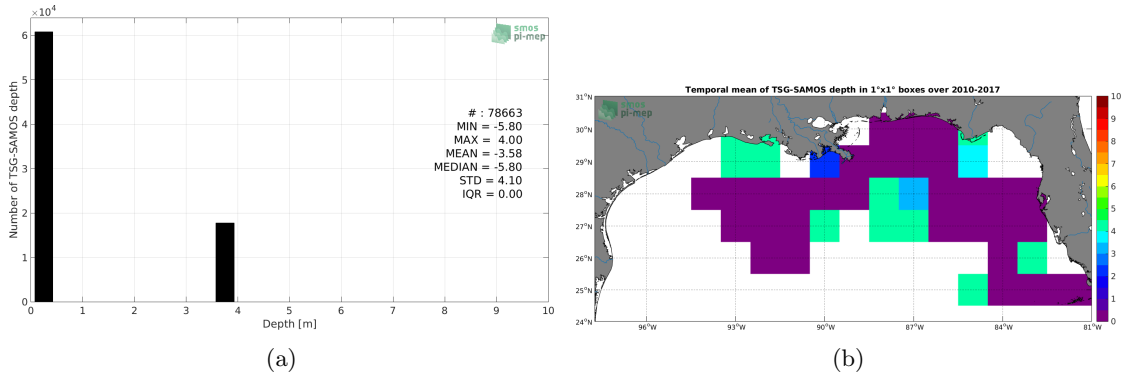 ×10⁴
6
5
4
3
2
1
0
Number of TSG-SAMOS depth
0 1 2 3 4 5 6 7 8 9 10
Depth [m]
smos
pi-mep
# : 78663
MIN = -5.80
MAX = 4.00
MEAN = -3.58
MEDIAN = -5.80
STD = 4.10
IQR = 0.00
(a)
Temporal mean of TSG-SAMOS depth in 1°x1° boxes over 2010-2017
smos
pi-mep
31°N
30°N
29°N
28°N
27°N
26°N
25°N
24°N
96°W 93°W 90°W 87°W 84°W 81°W
10
9
8
7
6
5
4
3
2
1
0
(b)